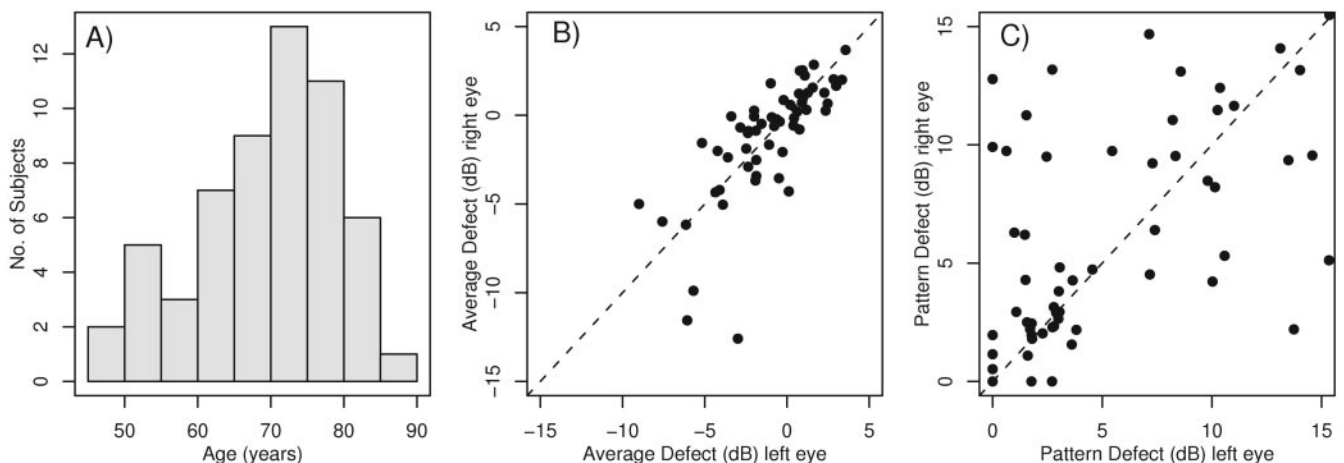 A)
No. of Subjects
0 2 4 6 8 10 12
50 60 70 80 90
Age (years)
B)
Average Defect (dB) right eye
−15 −10 −5 0 5
−15 −10 −5 0 5
Average Defect (dB) left eye
C)
Pattern Defect (dB) right eye
0 5 10 15
0 5 10 15
Pattern Defect (dB) left eye